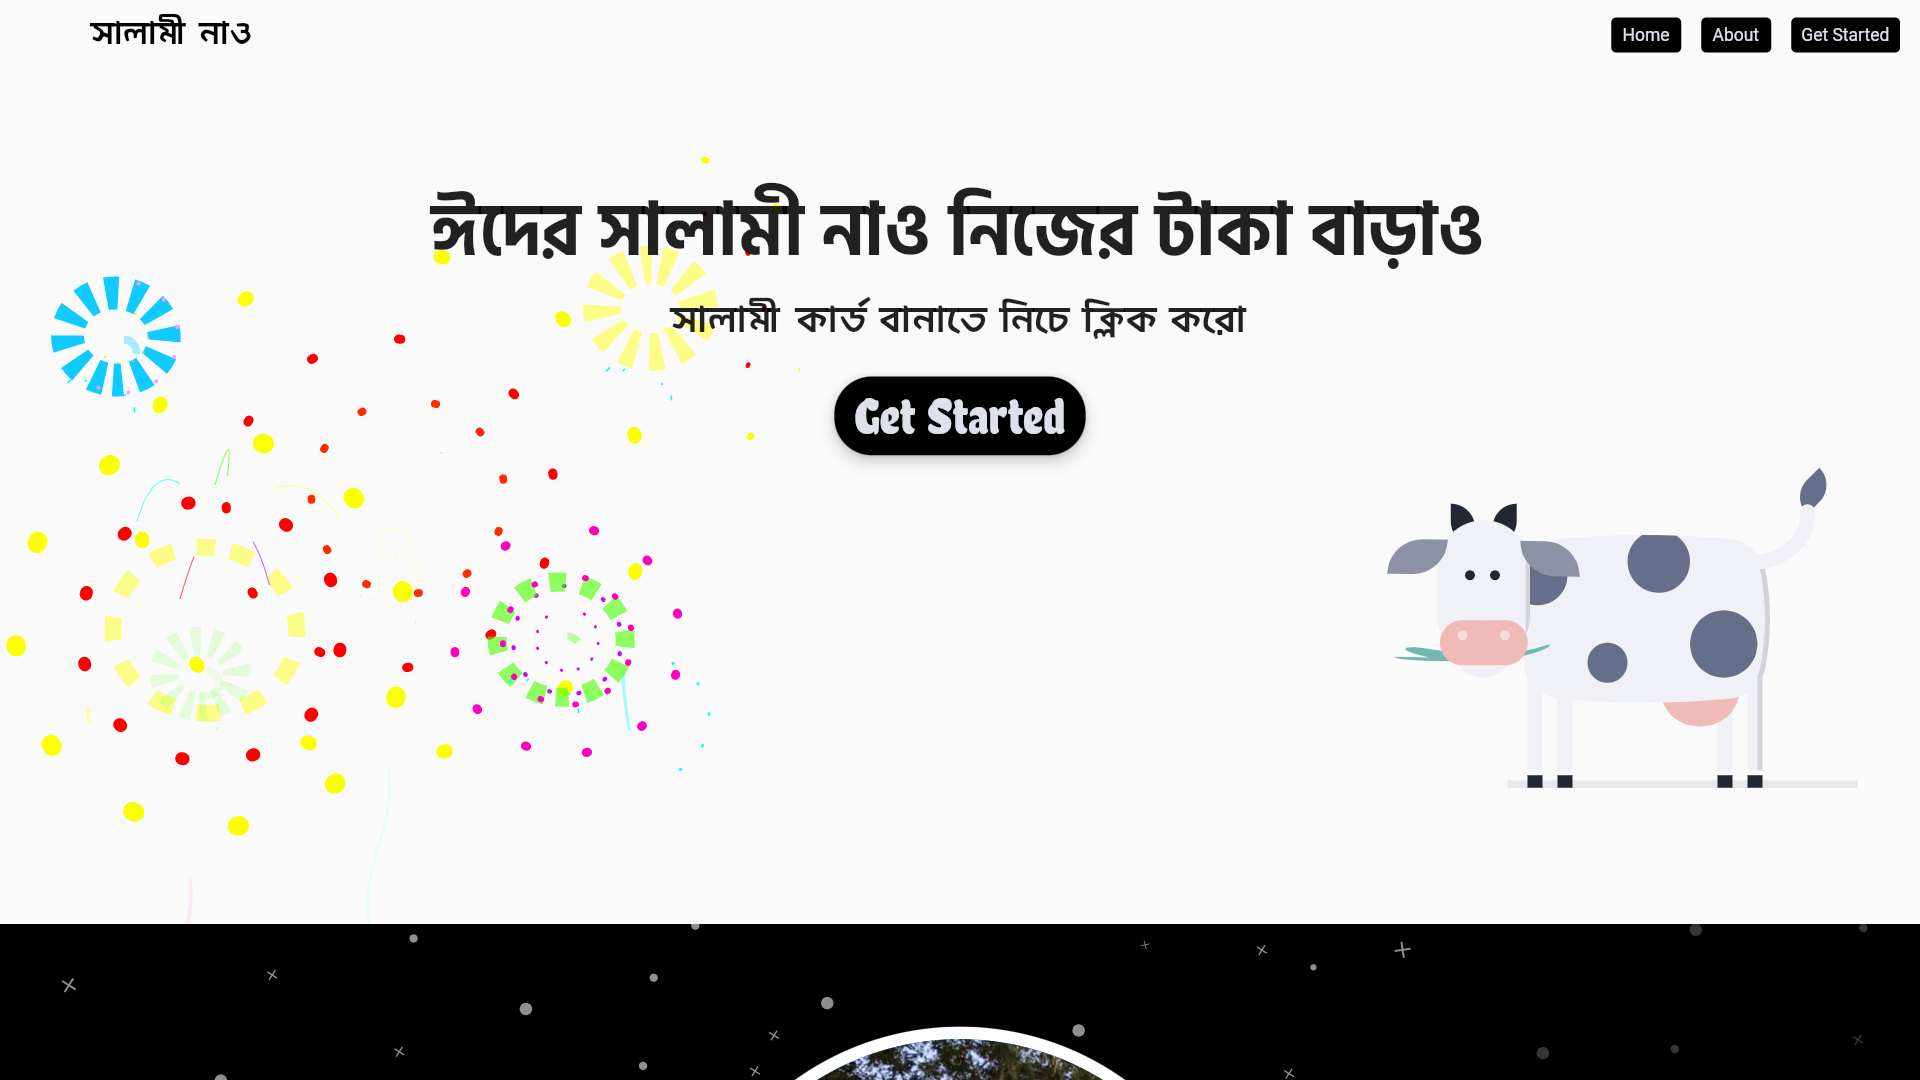 সালামী নাও
Home About Get Started
ঈদের সালামী নাও নিজের টাকা বাড়াও
সালামী কার্ড বানাতে নিচে ক্লিক করো
Get Started